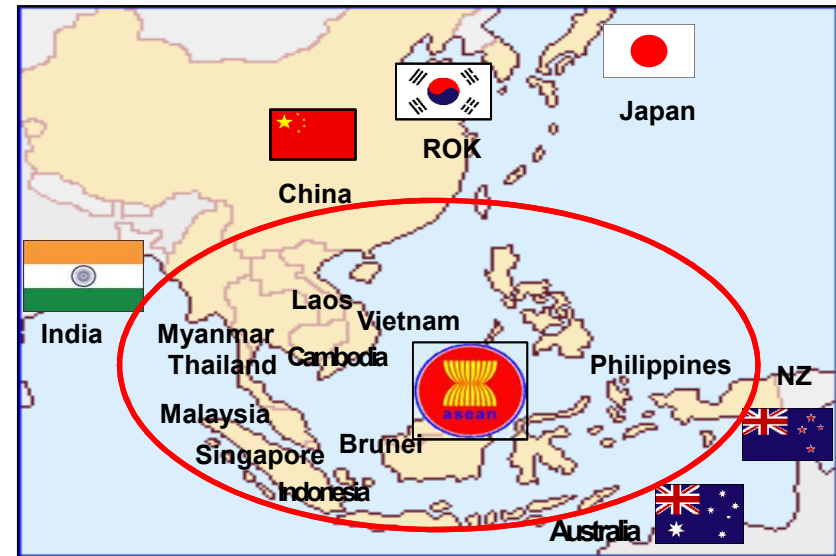 Japan
ROK
China
Laos
Vietnam
India
Myanmar
Thailand
Cambodia
Philippines
NZ
asean
Malaysia
Brunei
Singapore
Indonesia
Australia